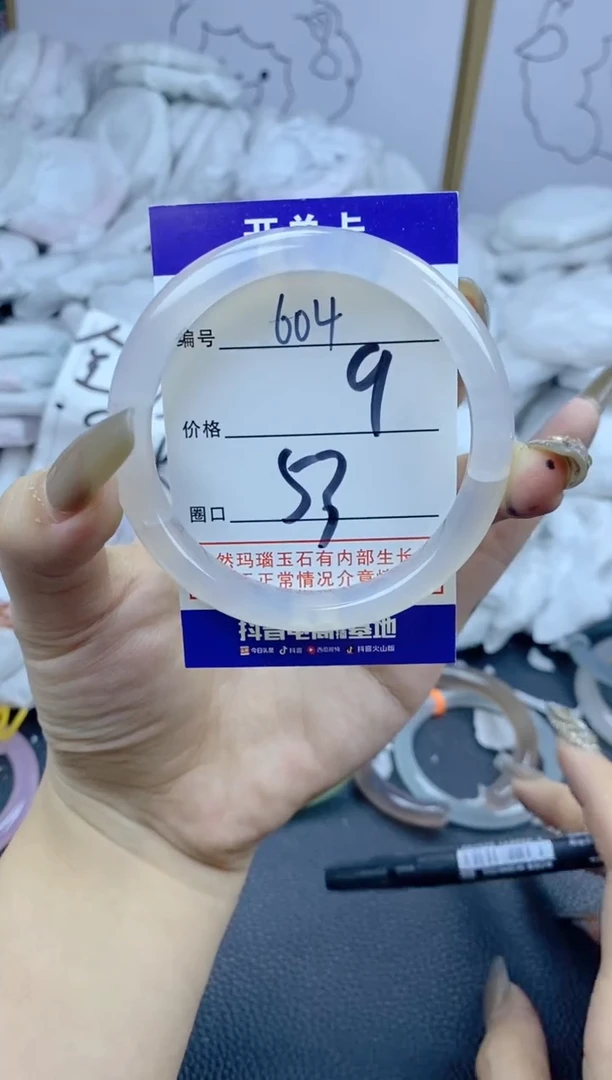 开单卡
编号 604
价格 9
圈口 53
然玛瑙玉石有内部生长
正常情况介意
抖音电商 基地
今日头条 抖音 西瓜视频 抖音火山版